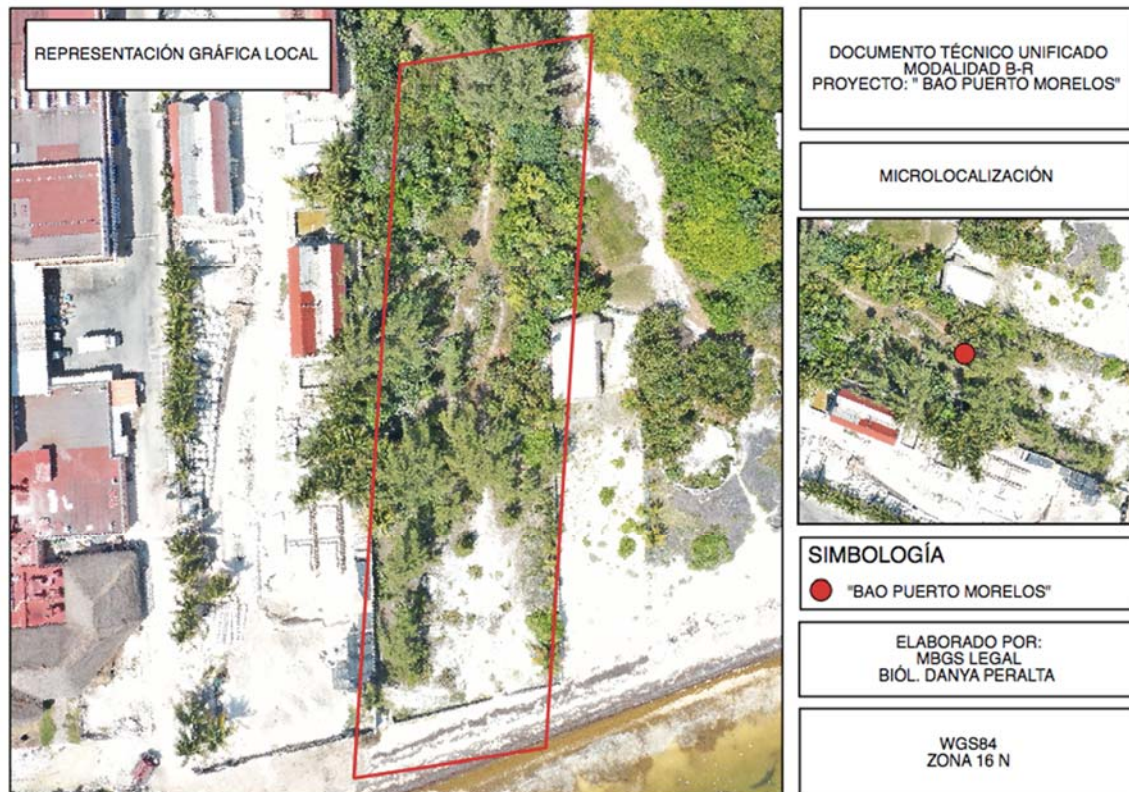 REPRESENTACIÓN GRÁFICA LOCAL
DOCUMENTO TÉCNICO UNIFICADO
MODALIDAD B-R
PROYECTO: " BAO PUERTO MORELOS"
MICROLOCALIZACIÓN
SIMBOLOGÍA
"BAO PUERTO MORELOS"
ELABORADO POR:
MBGS LEGAL
BIÓL. DANYA PERALTA
WGS84
ZONA 16 N